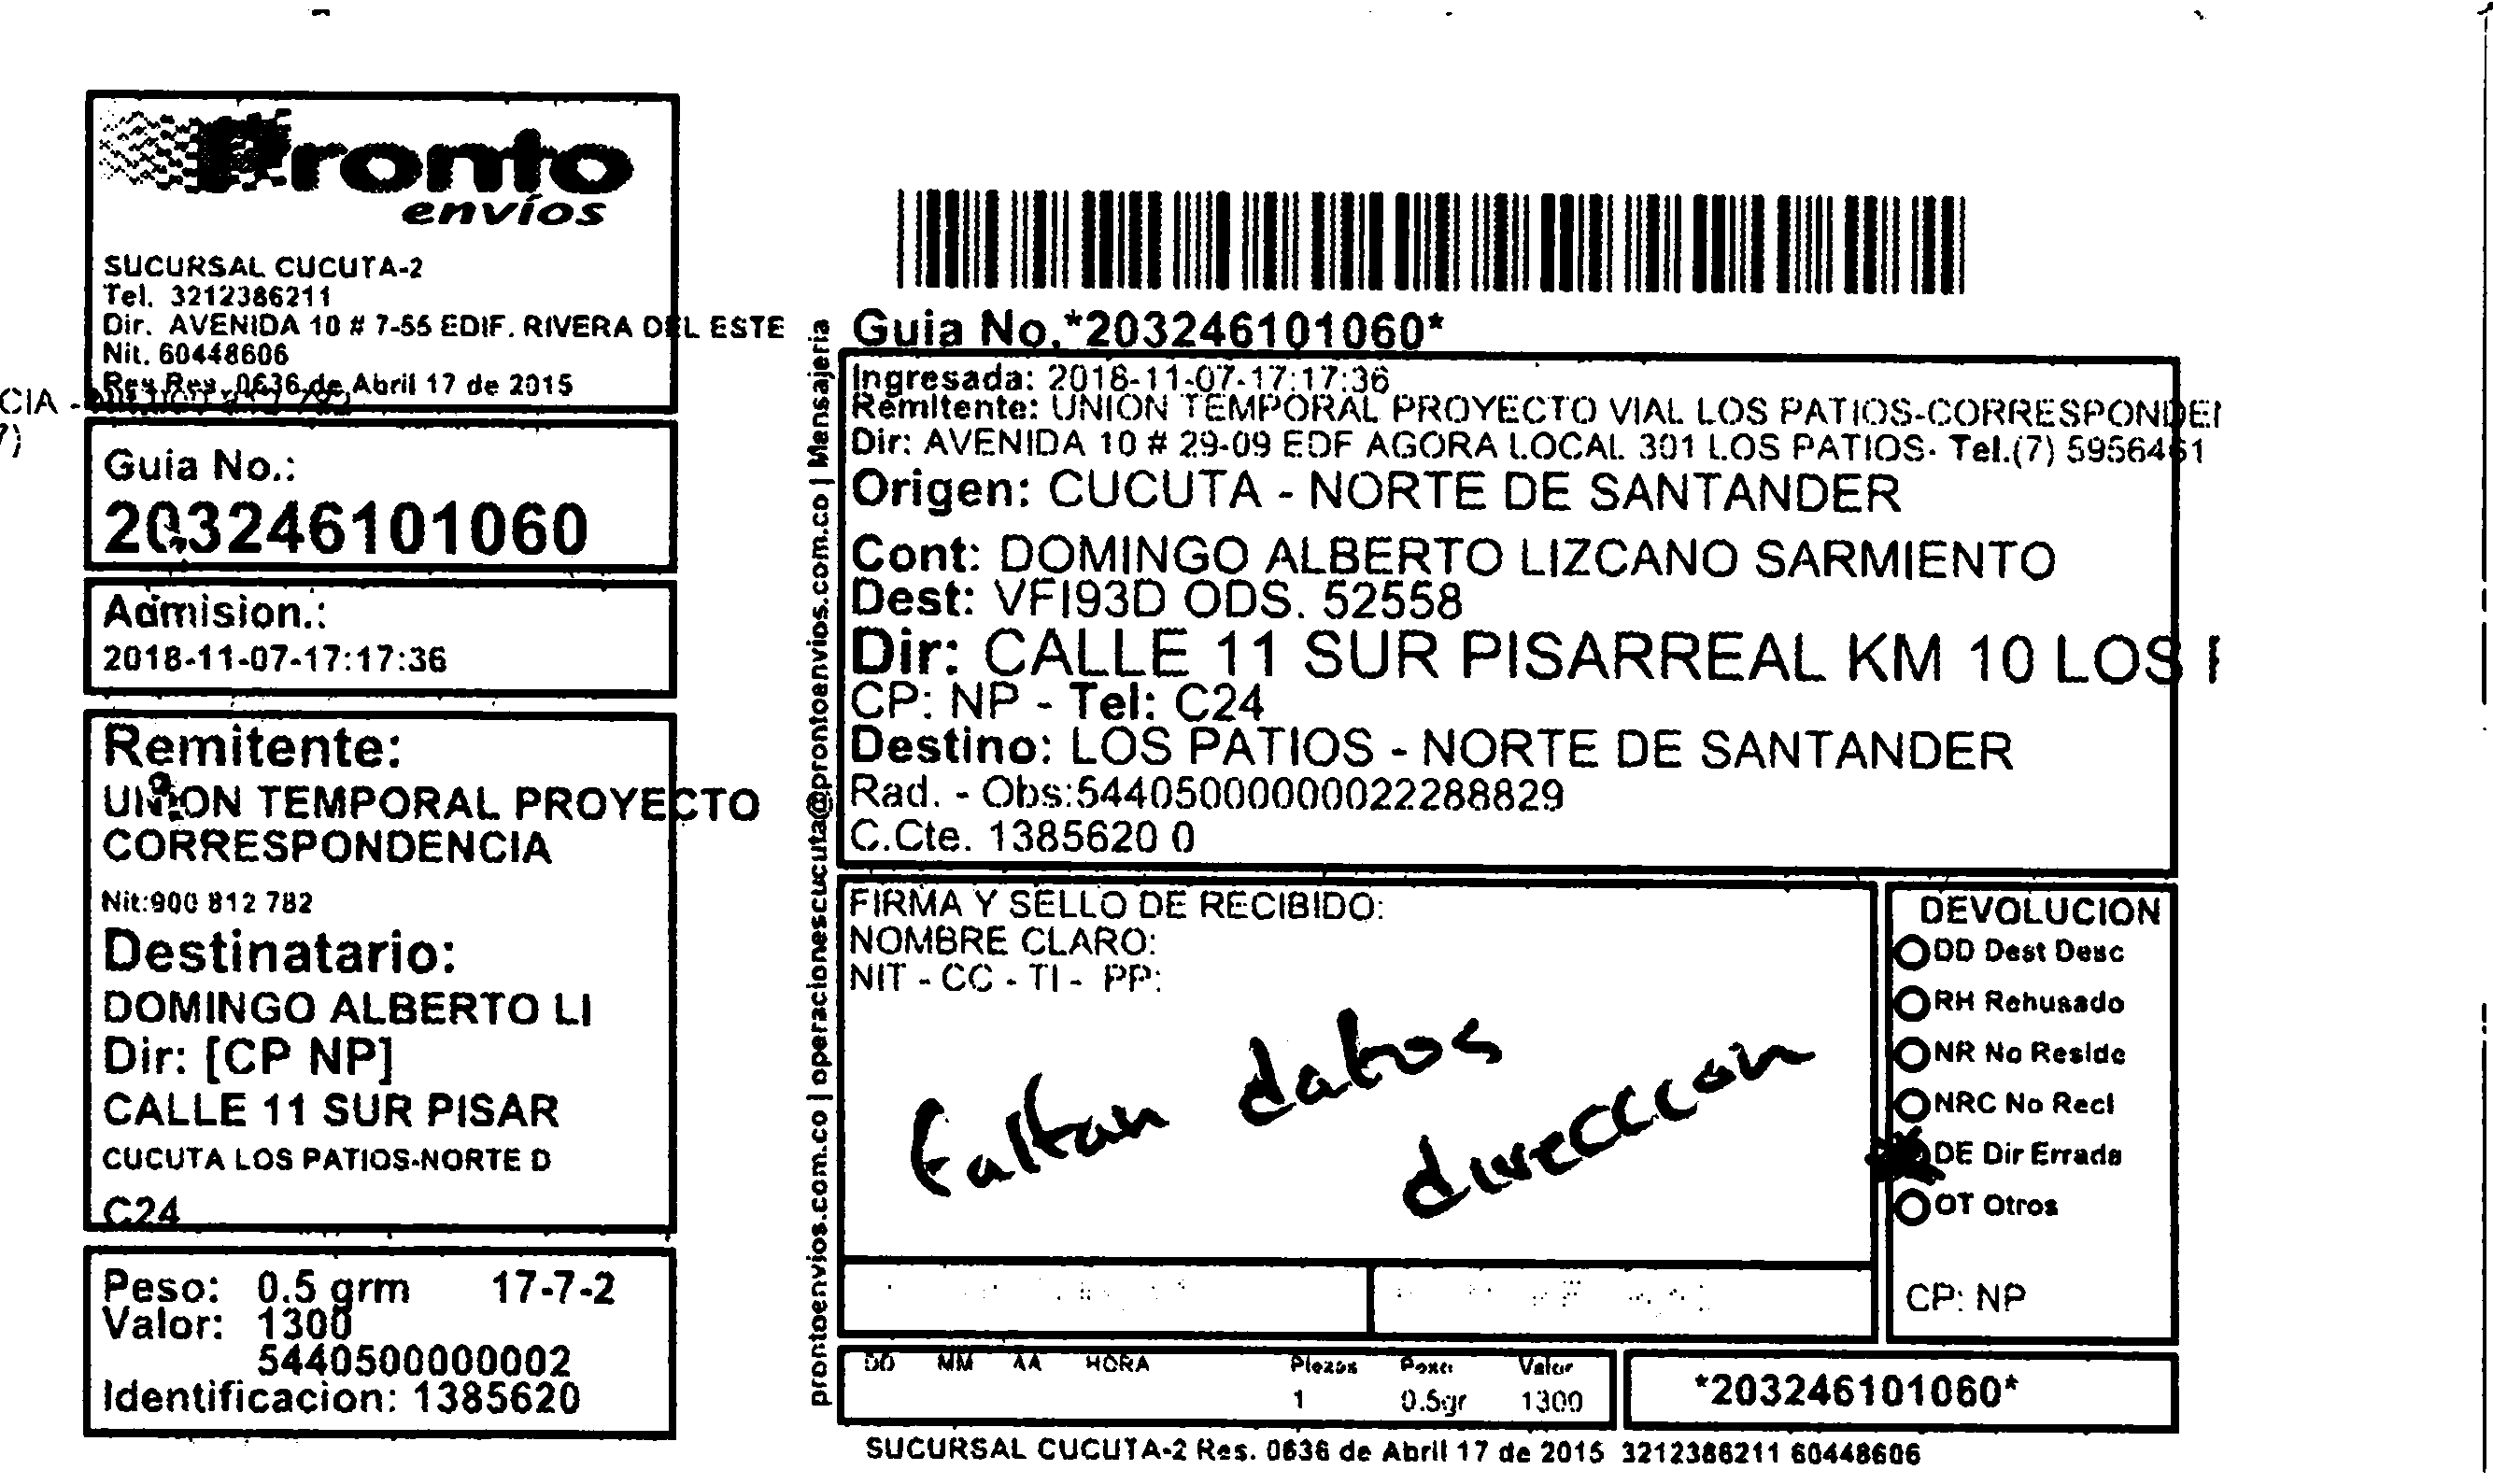 Pronto
envíos
SUCURSAL CUCUTA-2
Tel. 3212386211
Dir. AVENIDA 10 # 7-55 EDIF. RIVERA DEL ESTE
Nit. 60448606
Res Res. 0636 de Abril 17 de 2015
CIA -
7)
Guia No.:
203246101060
Admision.:
2018-11-07-17:17:36
Remitente:
UNION TEMPORAL PROYECTO
CORRESPONDENCIA
Nit:900 812 782
Destinatario:
DOMINGO ALBERTO LI
Dir: [CP NP]
CALLE 11 SUR PISAR
CUCUTA LOS PATIOS-NORTE D
C24
Peso: 0.5 grm 17-7-2
Valor: 1300
5440500000002
Identificacion: 1385620
prontoenvios.com.co | operacionescucuta@prontoenvios.com.co | Mensajeria
Guia No.*203246101060*
Ingresada: 2018-11-07-17:17:36
Remitente: UNION TEMPORAL PROYECTO VIAL LOS PATIOS-CORRESPONDE
Dir: AVENIDA 10 # 29-09 EDF AGORA LOCAL 301 LOS PATIOS- Tel.(7) 5956461
Origen: CUCUTA - NORTE DE SANTANDER
Cont: DOMINGO ALBERTO LIZCANO SARMIENTO
Dest: VFI93D ODS. 52558
Dir: CALLE 11 SUR PISARREAL KM 10 LOS
CP: NP - Tel: C24
Destino: LOS PATIOS - NORTE DE SANTANDER
Rad. - Obs:544050000000022288829
C.Cte. 1385620 0
FIRMA Y SELLO DE RECIBIDO:
NOMBRE CLARO:
NIT - CC - TI - PP:
Faltan datos
direccion
DEVOLUCION
DD Dest Desc
RH Rehusado
NR No Reside
NRC No Recl
DE Dir Errada
OT Otros
CP: NP
DD MM AA HORA Piezas Peso Valor
1 0.5gr 1300
*203246101060*
SUCURSAL CUCUTA-2 Res. 0636 de Abril 17 de 2015 3212386211 60448606